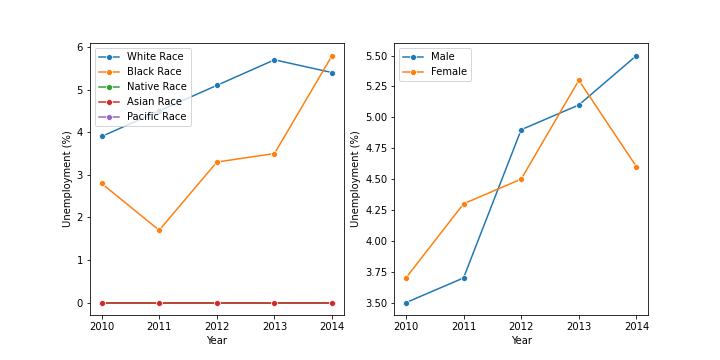 6
5
4
3
2
1
0
Unemployment (%)
White Race
Black Race
Native Race
Asian Race
Pacific Race
2010 2011 2012 2013 2014
Year
5.50
5.25
5.00
4.75
4.50
4.25
4.00
3.75
3.50
Unemployment (%)
Male
Female
2010 2011 2012 2013 2014
Year